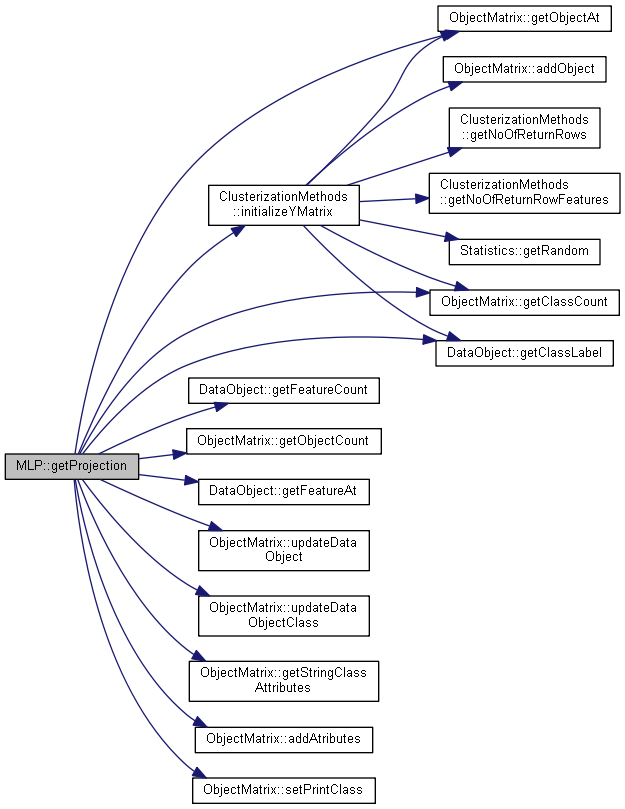 ObjectMatrix::getObjectAt
ObjectMatrix::addObject
ClusterizationMethods
::getNoOfReturnRows
ClusterizationMethods
::getNoOfReturnRowFeatures
ClusterizationMethods
::initializeYMatrix
Statistics::getRandom
ObjectMatrix::getClassCount
DataObject::getClassLabel
DataObject::getFeatureCount
ObjectMatrix::getObjectCount
MLP::getProjection
DataObject::getFeatureAt
ObjectMatrix::updateData
Object
ObjectMatrix::updateData
ObjectClass
ObjectMatrix::getStringClass
Attributes
ObjectMatrix::addAtributes
ObjectMatrix::setPrintClass